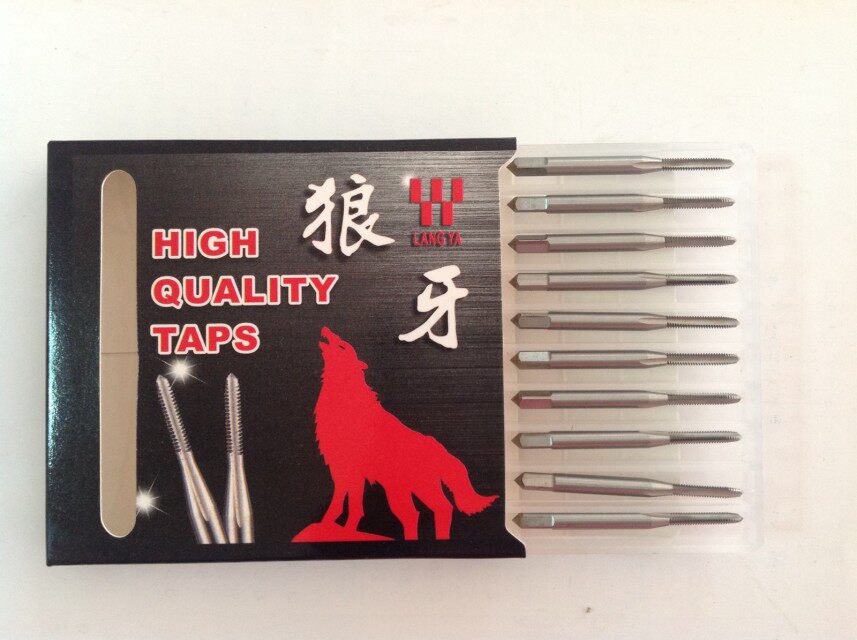 HIGH
QUALITY
TAPS
狼
牙
LANG YA